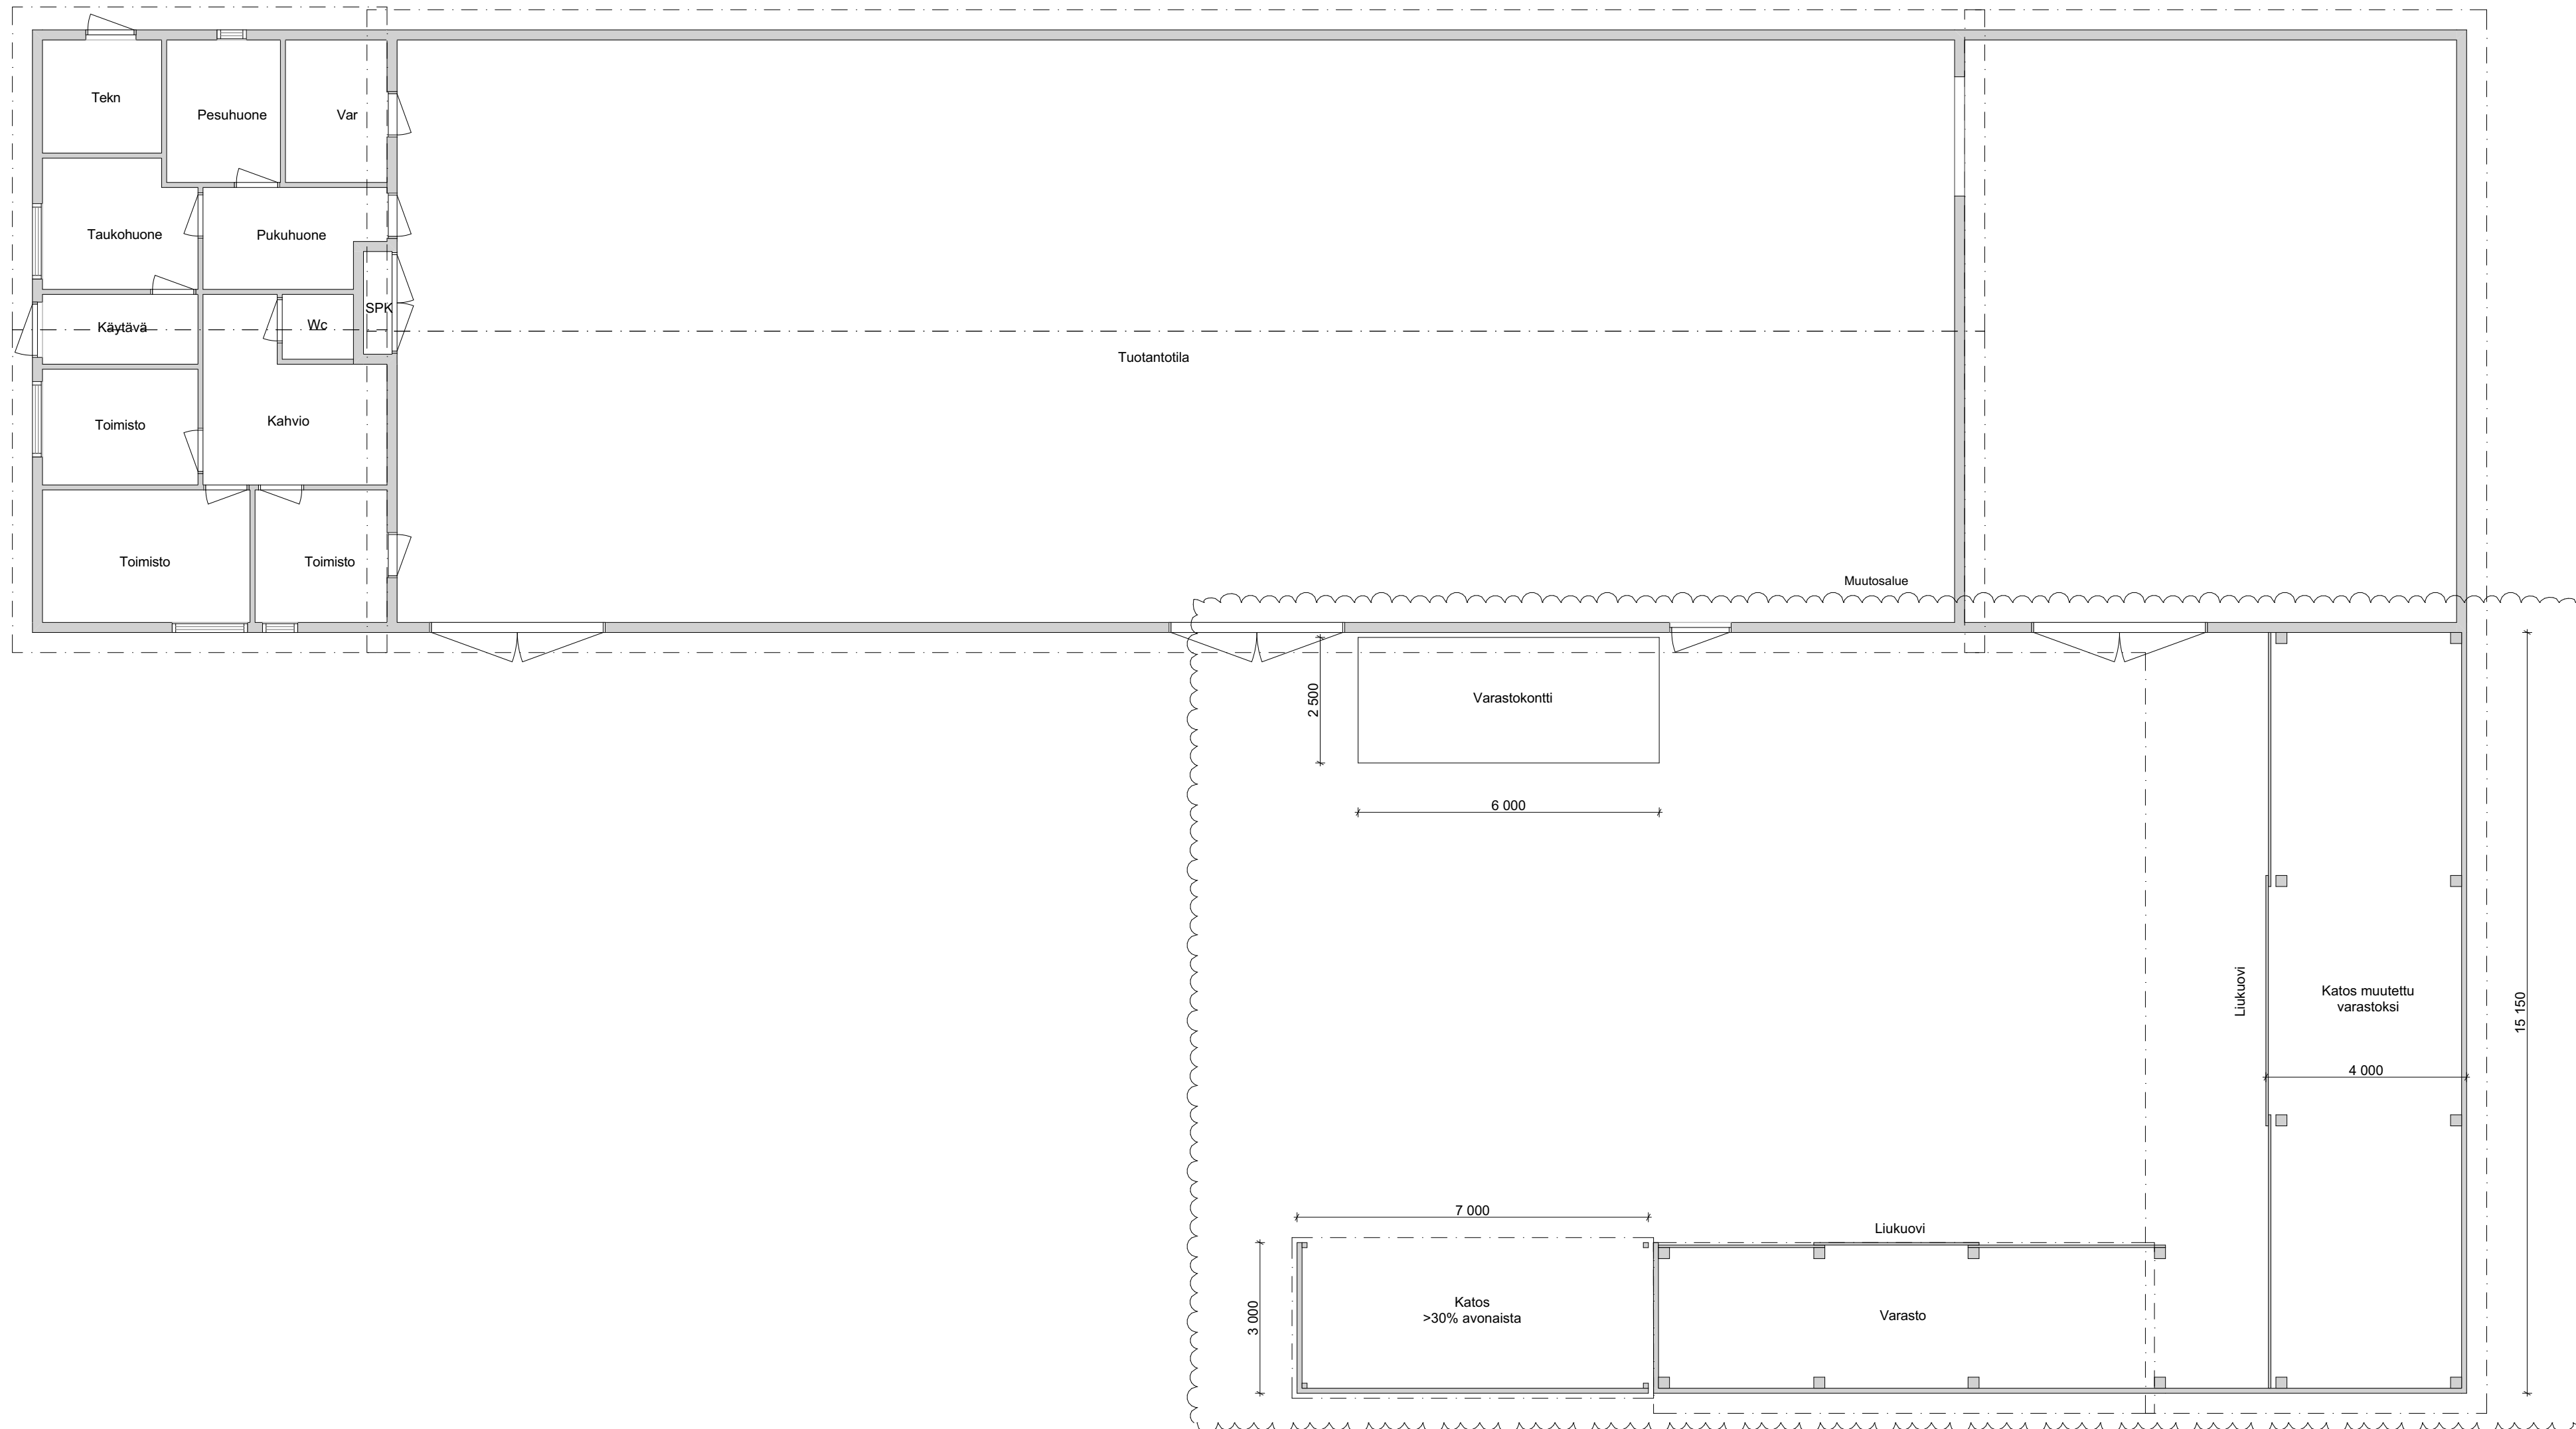 Tekn
Pesuhuone
Var
Taukohuone
Pukuhuone
SPK
Käytävä
Wc
Tuotantotila
Toimisto
Kahvio
Toimisto
Toimisto
Muutosalue
2 500
Varastokontti
6 000
Liukuovi
Katos muutettu
varastoksi
15 150
4 000
7 000
Liukuovi
3 000
Katos
>30% avonaista
Varasto